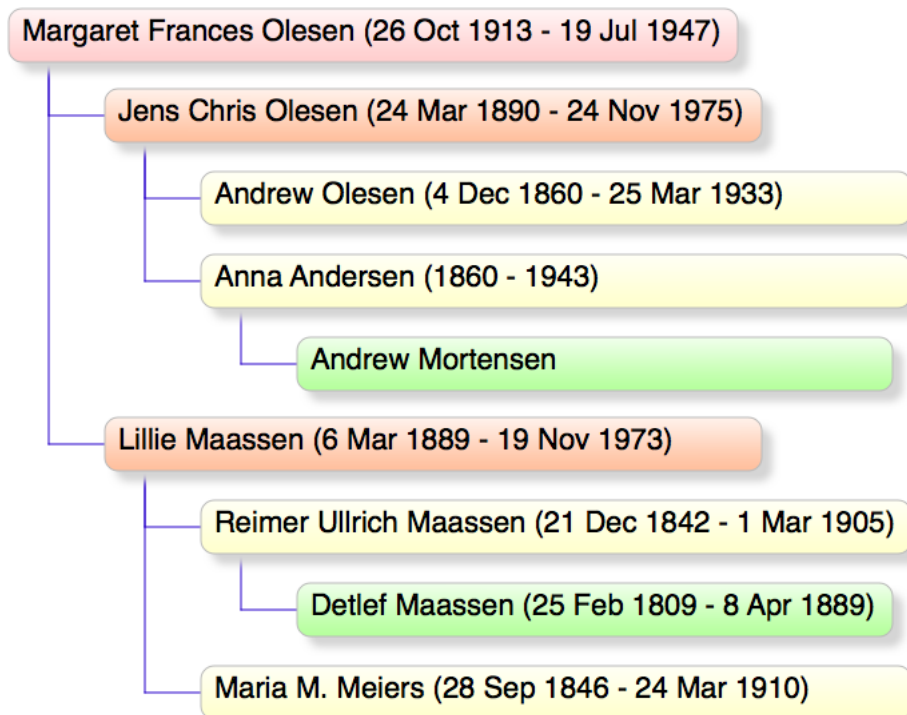 Margaret Frances Olesen (26 Oct 1913 - 19 Jul 1947)
Jens Chris Olesen (24 Mar 1890 - 24 Nov 1975)
Andrew Olesen (4 Dec 1860 - 25 Mar 1933)
Anna Andersen (1860 - 1943)
Andrew Mortensen
Lillie Maassen (6 Mar 1889 - 19 Nov 1973)
Reimer Ullrich Maassen (21 Dec 1842 - 1 Mar 1905)
Detlef Maassen (25 Feb 1809 - 8 Apr 1889)
Maria M. Meiers (28 Sep 1846 - 24 Mar 1910)